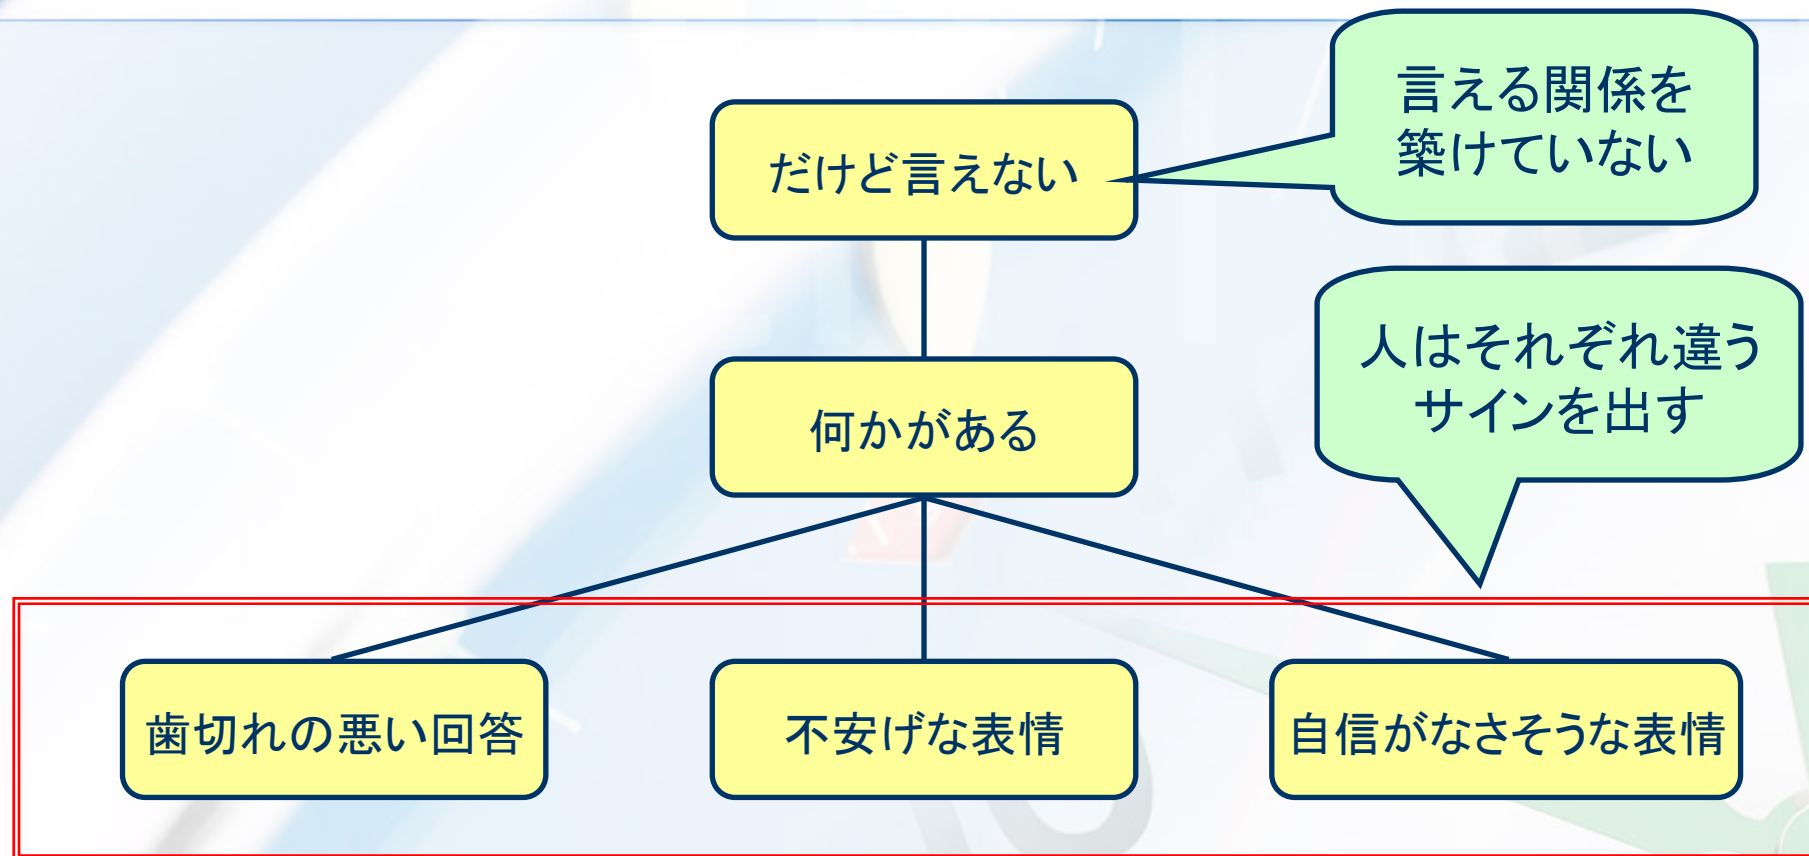 言える関係を
築けていない
だけど言えない
人はそれぞれ違う
サインを出す
何かがある
歯切れの悪い回答
不安げな表情
自信がなさそうな表情